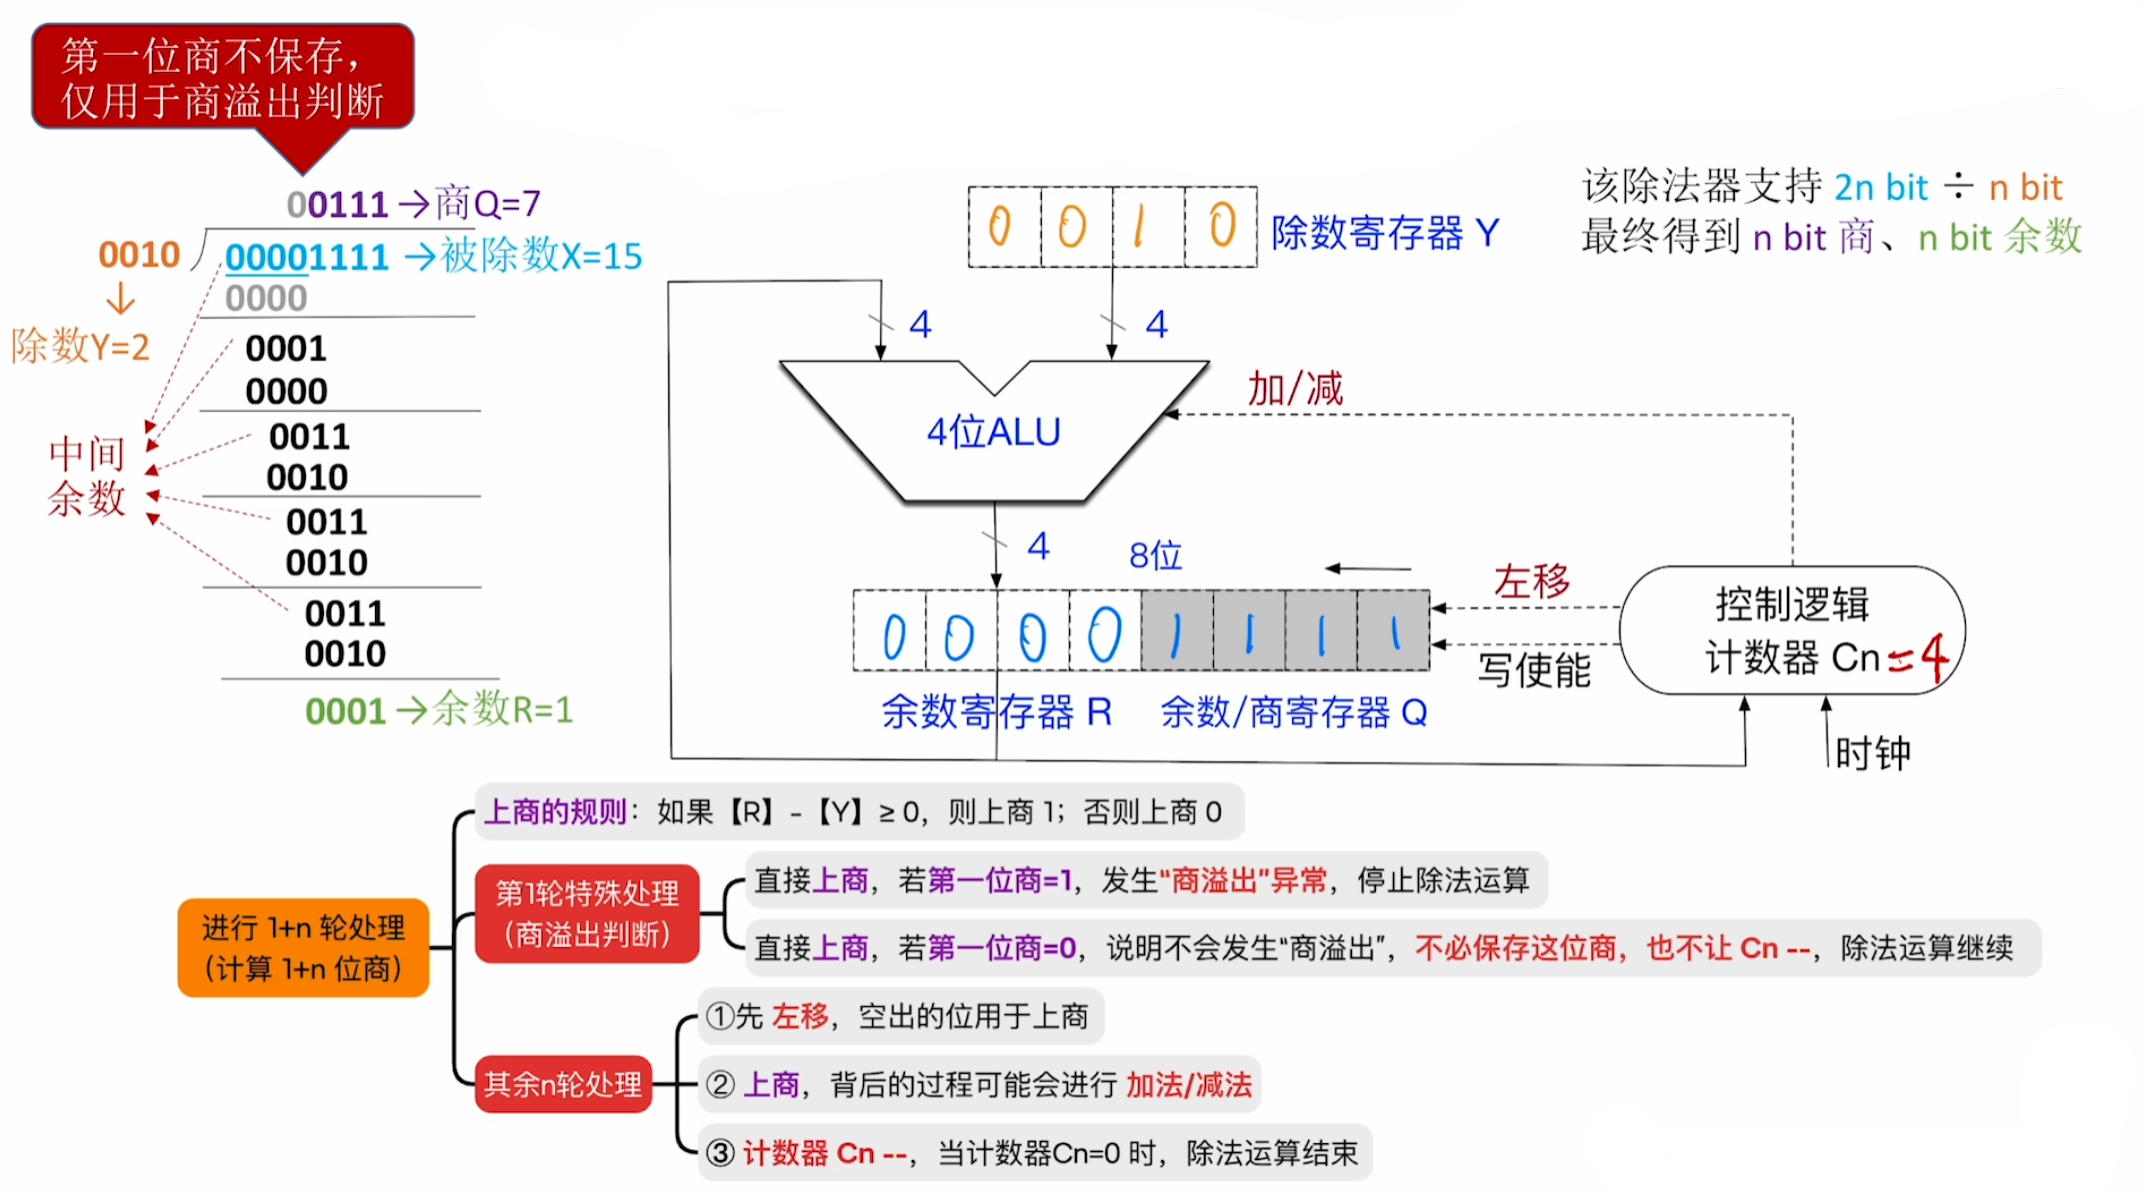 第一位商不保存，
仅用于商溢出判断
00111 →商Q=7
0010
00001111 →被除数X=15
0000
除数Y=2
0001
0000
中间
余数
0011
0010
0011
0010
0011
0010
0001 →余数R=1
0 0 1 0
除数寄存器 Y
4
4
加/减
4位ALU
4
8位
0 0 0 0 1 1 1 1
余数寄存器 R
余数/商寄存器 Q
左移
写使能
控制逻辑
计数器 Cn=4
时钟
该除法器支持 2n bit ÷ n bit
最终得到 n bit 商、n bit 余数
进行 1+n 轮处理
（计算 1+n 位商）
上商的规则：如果【R】-【Y】≥ 0，则上商 1；否则上商 0
第1轮特殊处理
（商溢出判断）
直接上商，若第一位商=1，发生“商溢出”异常，停止除法运算
直接上商，若第一位商=0，说明不会发生“商溢出”，不必保存这位商，也不让 Cn --，除法运算继续
其余n轮处理
①先 左移，空出的位用于上商
② 上商，背后的过程可能会进行 加法/减法
③ 计数器 Cn --，当计数器Cn=0 时，除法运算结束